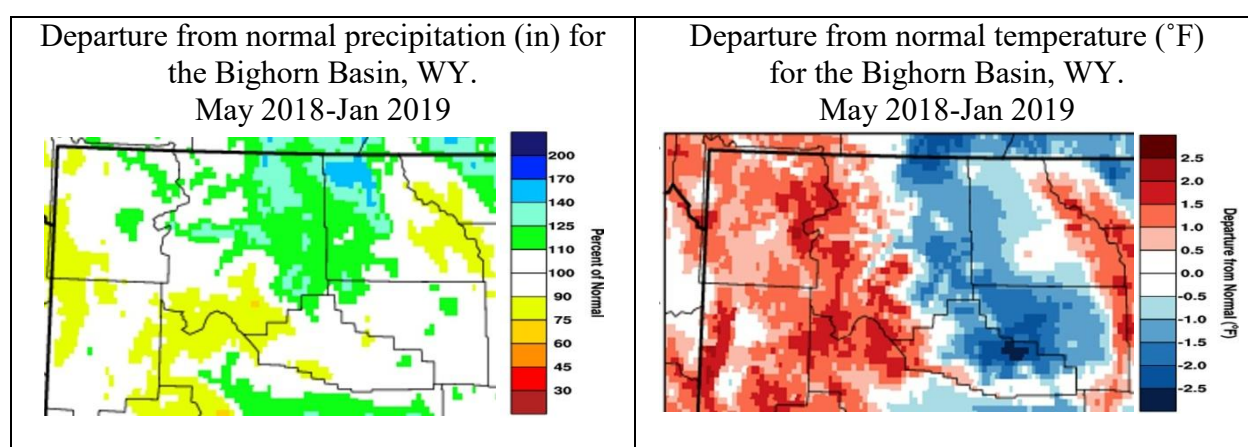 Departure from normal precipitation (in) for
the Bighorn Basin, WY.
May 2018-Jan 2019
200
170
140
125
110
100
90
75
60
45
30
Percent of Normal
Departure from normal temperature (˚F)
for the Bighorn Basin, WY.
May 2018-Jan 2019
2.5
2.0
1.5
1.0
0.5
0.0
-0.5
-1.0
-1.5
-2.0
-2.5
Departure from Normal (°F)